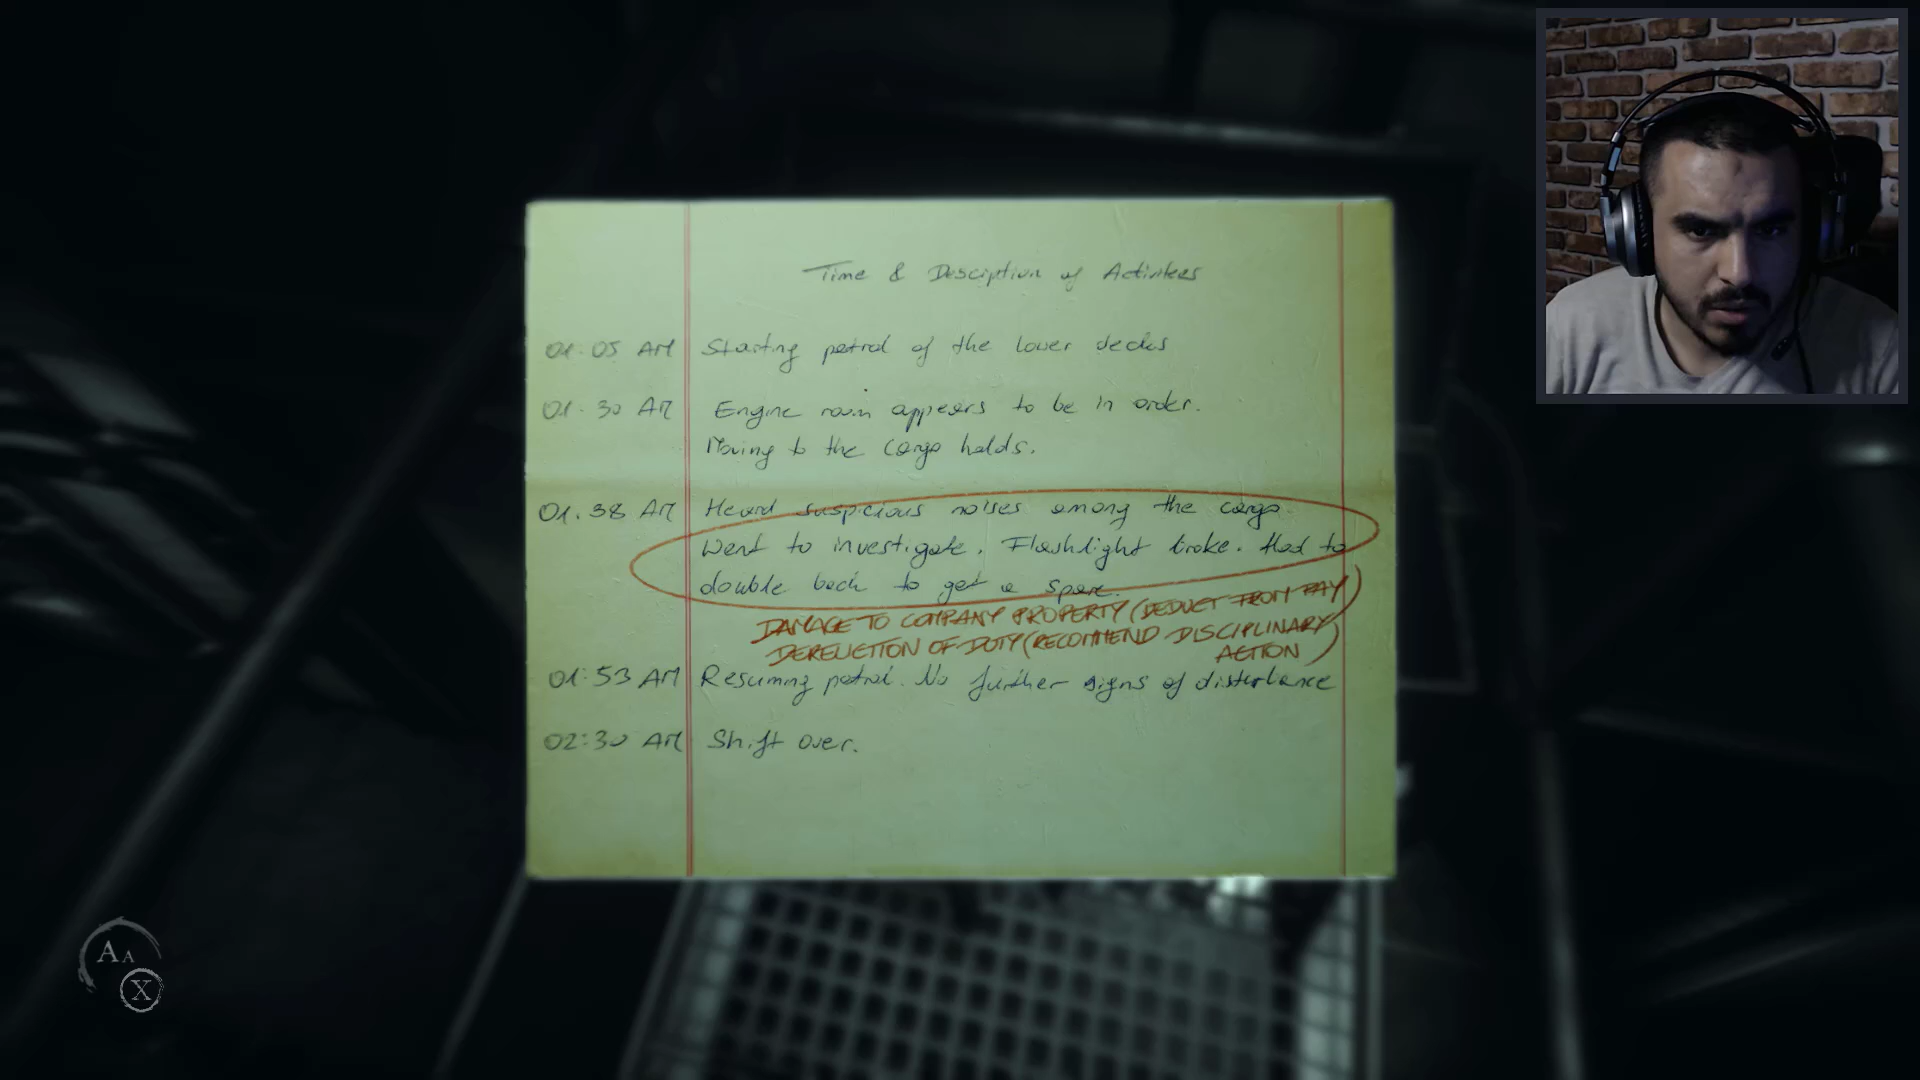 Time & Desciption of Activitees
01:05 AM Starting patrol of the lower decks
01:30 AM Engine room appears to be in order.
Moving to the cargo holds.
01:38 AM Heard suspicious noises among the cargo.
Went to investigate. Flashlight broke. Had to
double back to get a spare.
DAMAGE TO COMPANY PROPERTY (DEDUCT FROM PAY)
DERELICTION OF DUTY (RECOMMEND DISCIPLINARY
ACTION)
01:53 AM Resuming patrol. No further signs of disturbance
02:30 AM Shift over.
A A
X